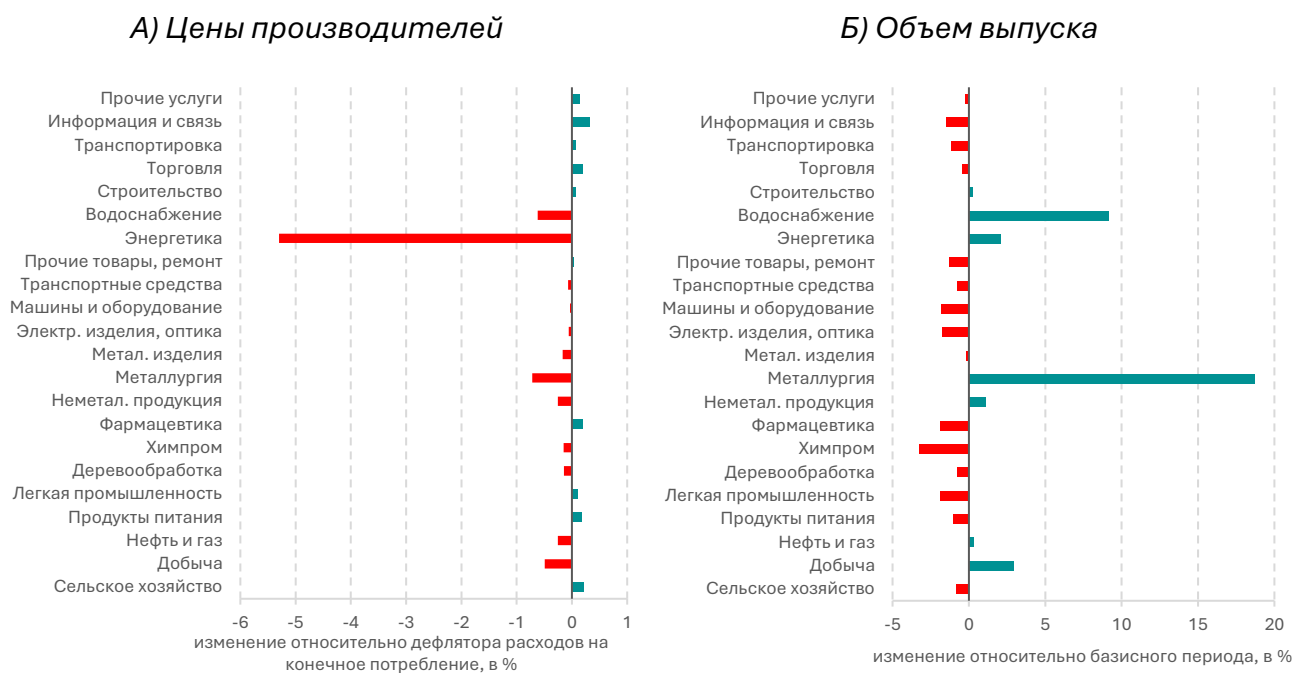 А) Цены производителей
Прочие услуги
Информация и связь
Транспортировка
Торговля
Строительство
Водоснабжение
Энергетика
Прочие товары, ремонт
Транспортные средства
Машины и оборудование
Электр. изделия, оптика
Метал. изделия
Металлургия
Неметал. продукция
Фармацевтика
Химпром
Деревообработка
Легкая промышленность
Продукты питания
Нефть и газ
Добыча
Сельское хозяйство
-6 -5 -4 -3 -2 -1 0 1
изменение относительно дефлятора расходов на
конечное потребление, в %
Б) Объем выпуска
Прочие услуги
Информация и связь
Транспортировка
Торговля
Строительство
Водоснабжение
Энергетика
Прочие товары, ремонт
Транспортные средства
Машины и оборудование
Электр. изделия, оптика
Метал. изделия
Металлургия
Неметал. продукция
Фармацевтика
Химпром
Деревообработка
Легкая промышленность
Продукты питания
Нефть и газ
Добыча
Сельское хозяйство
-5 0 5 10 15 20
изменение относительно базисного периода, в %